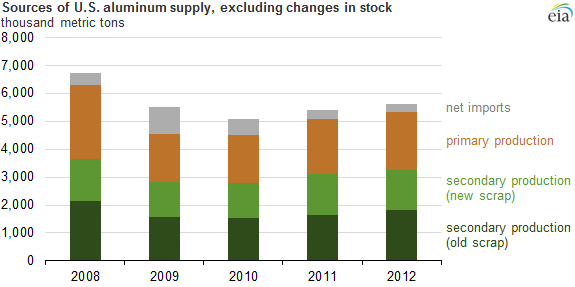 Sources of U.S. aluminum supply, excluding changes in stock
thousand metric tons
eia
8,000
7,000
6,000
5,000
4,000
3,000
2,000
1,000
0
2008 2009 2010 2011 2012
net imports
primary production
secondary production
(new scrap)
secondary production
(old scrap)